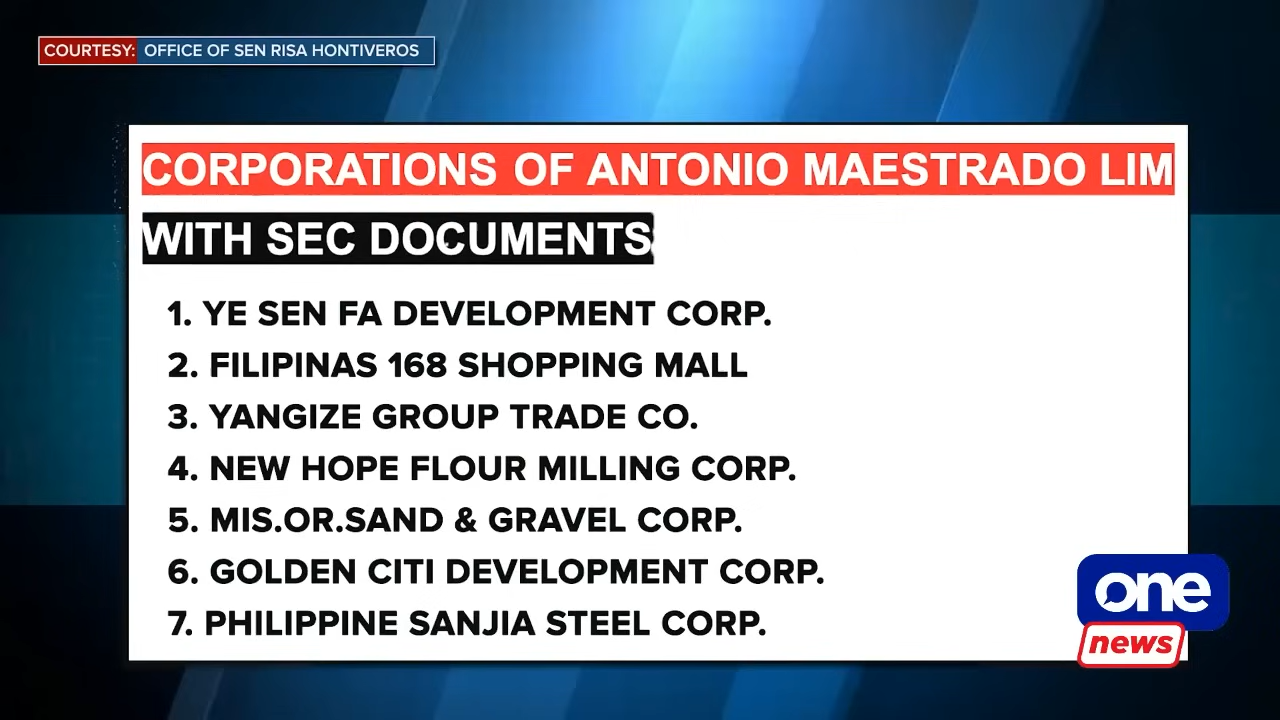 COURTESY: OFFICE OF SEN RISA HONTIVEROS
CORPORATIONS OF ANTONIO MAESTRADO LIM
WITH SEC DOCUMENTS
1. YE SEN FA DEVELOPMENT CORP.
2. FILIPINAS 168 SHOPPING MALL
3. YANGIZE GROUP TRADE CO.
4. NEW HOPE FLOUR MILLING CORP.
5. MIS.OR.SAND & GRAVEL CORP.
6. GOLDEN CITI DEVELOPMENT CORP.
7. PHILIPPINE SANJIA STEEL CORP.
one
news